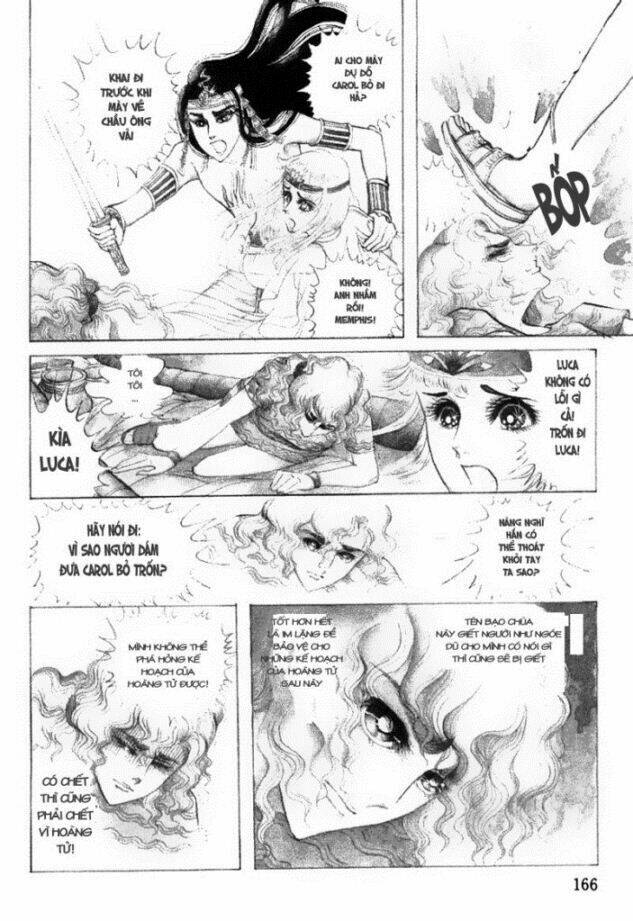 AI CHO MÀY
DỤ DỖ
CAROL BỎ ĐI
HẢ?
KHAI ĐI
TRƯỚC KHI
MÀY VỀ
CHẦU ÔNG
VẢI
KHÔNG!
ANH NHẦM
RỒI!
MEMPHIS!
BỐP
LUCA
KHÔNG CÓ
LỖI GÌ
CẢ!
TRỐN ĐI
LUCA!
TÔI
TÔI
...
KÌA
LUCA!
HÃY NÓI ĐI:
VÌ SAO NGƯƠI DÁM
ĐƯA CAROL BỎ TRỐN?
NÀNG NGHĨ
HẮN CÓ
THỂ THOÁT
KHỎI TAY
TA SAO?
TÊN BẠO CHÚA
NÀY GIẾT NGƯỜI NHƯ NGÓE
DÙ CHO MÌNH CÓ NÓI GÌ
THÌ CŨNG SẼ BỊ GIẾT
TỐT HƠN HẾT
LÀ IM LẶNG ĐỂ
BẢO VỆ CHO
NHỮNG KẾ HOẠCH
CỦA HOÀNG TỬ
SAU NÀY
MÌNH KHÔNG THỂ
PHÁ HỎNG KẾ
HOẠCH CỦA
HOÀNG TỬ ĐƯỢC!
CÓ CHẾT
THÌ CŨNG
PHẢI CHẾT
VÌ HOÀNG
TỬ!
166